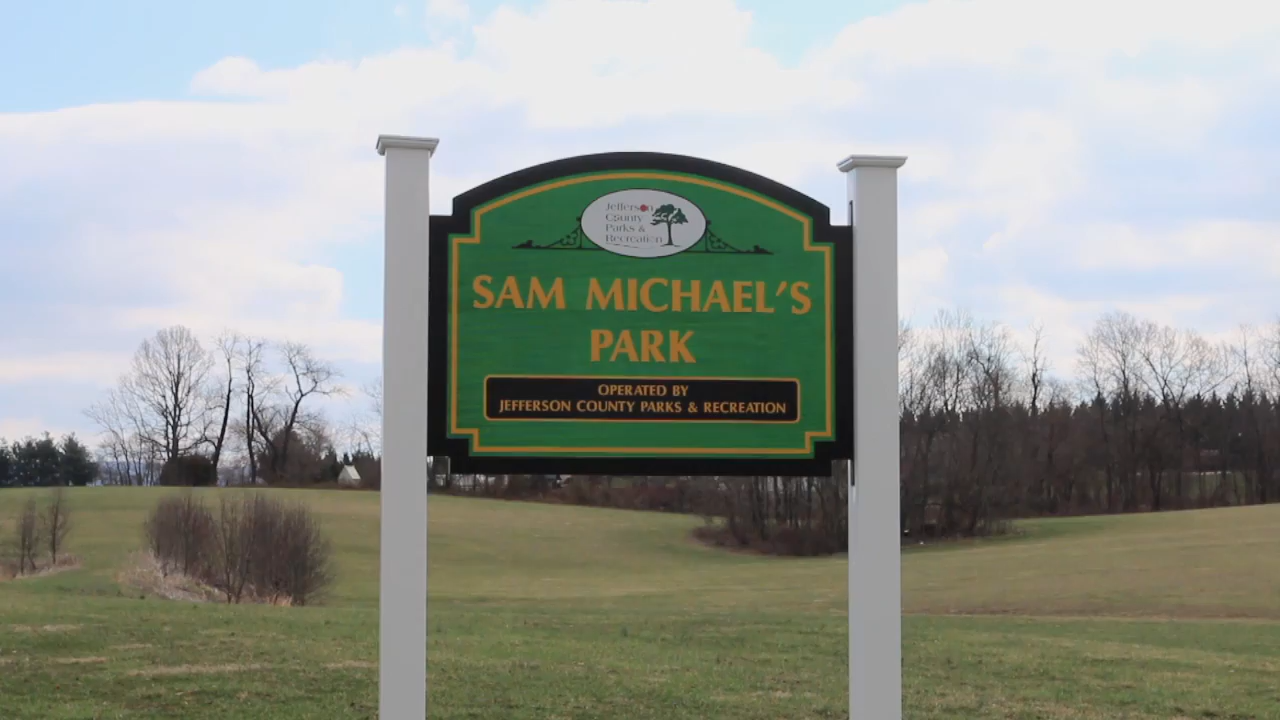 Jefferson
County
Parks &
Recreation
SAM MICHAEL'S
PARK
OPERATED BY
JEFFERSON COUNTY PARKS & RECREATION